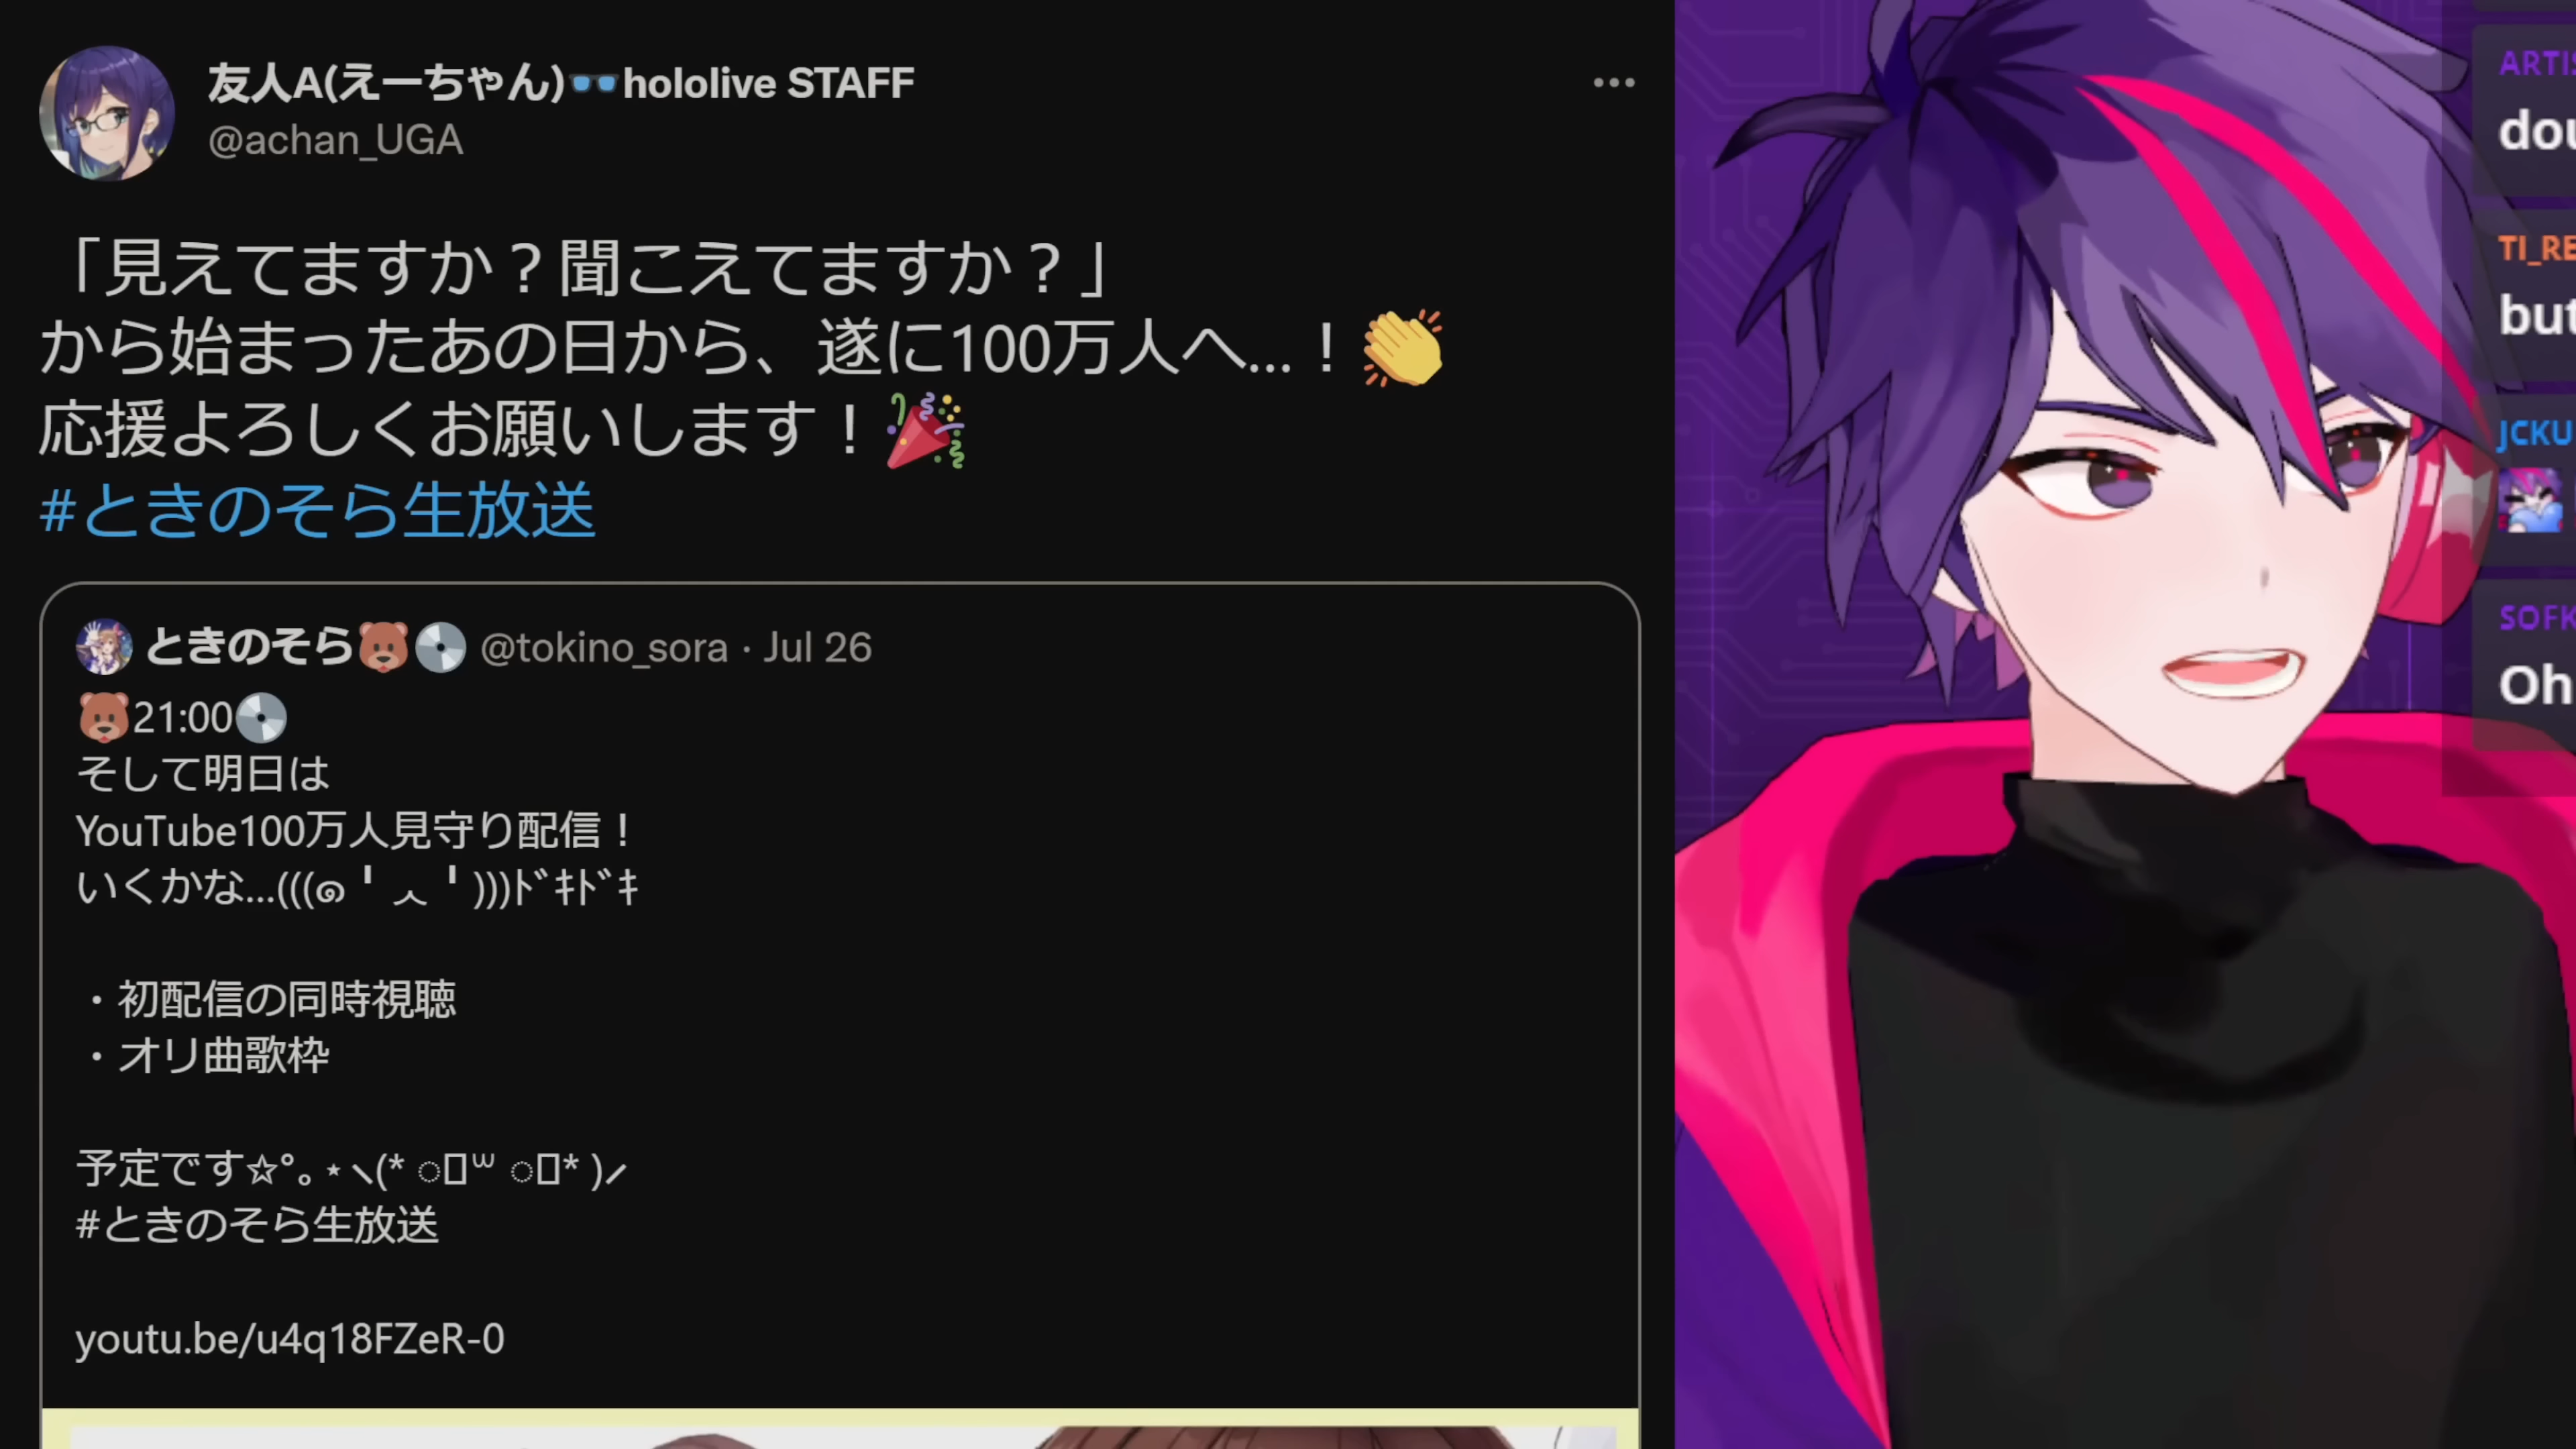 友人A(えーちゃん)👓hololive STAFF
@achan_UGA
「見えてますか？聞こえてますか？」
から始まったあの日から、遂に100万人へ...！👏
応援よろしくお願いします！🎉
#ときのそら生放送
ときのそら🐻💿 @tokino_sora · Jul 26
🐻21:00💿
そして明日は
YouTube100万人見守り配信！
いくかな...(((๑╹ᆺ╹)))ﾄﾞｷﾄﾞｷ
・初配信の同時視聴
・オリ曲歌枠
予定です☆°｡⋆⸜(* ◌꒳ ◌* )⸝
#ときのそら生放送
youtu.be/u4q18FZeR-0
Oh